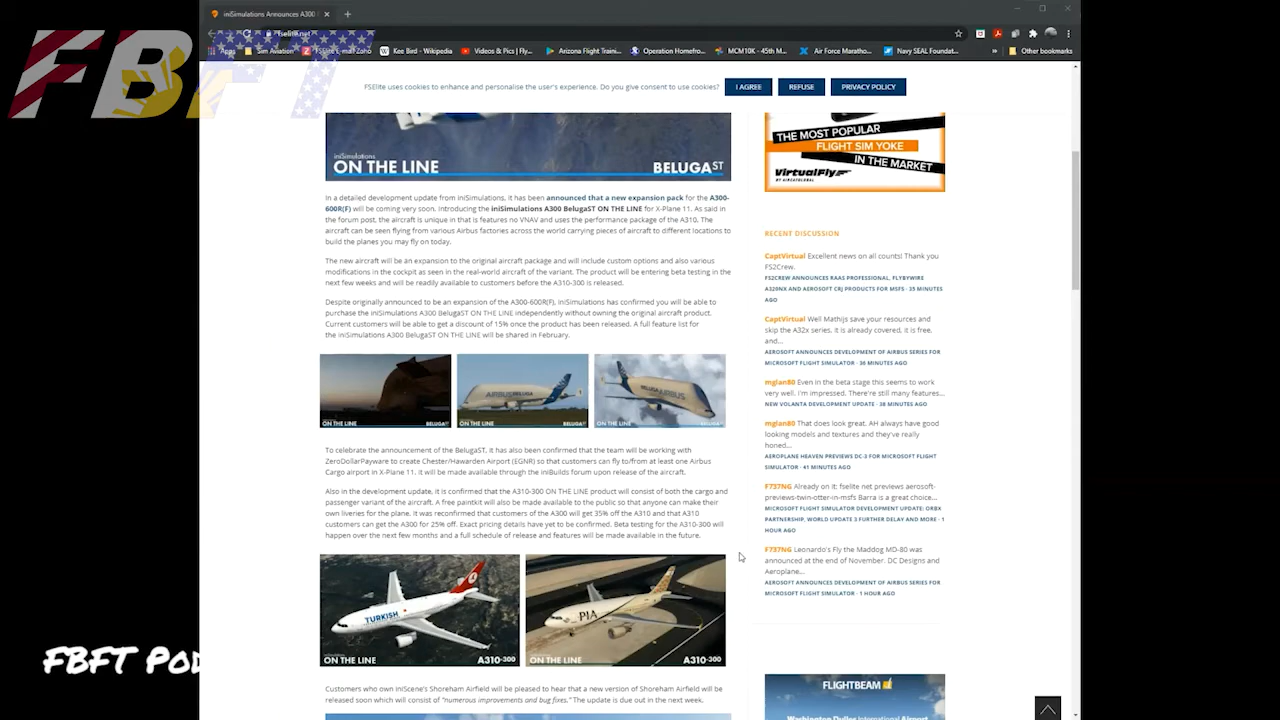 iniSimulations Announces A300
fselite.net
Apps
Sim Aviation
FSElite's Mail Zoho
Kee Bird - Wikipedia
Videos & Pics | Fly...
Arizona Flight Traini...
Operation Homefro...
MCM10K - 45th M...
Air Force Maratho...
Navy SEAL Foundat...
Other bookmarks
FBFT
FSElite uses cookies to enhance and personalise the user's experience. Do you give consent to use cookies?
I AGREE
REFUSE
PRIVACY POLICY
iniSimulations
ON THE LINE
BELUGAST
In a detailed development update from iniSimulations, it has been announced that a new expansion pack for the A300-
600R(F) will be coming very soon. Introducing the iniSimulations A300 BelugaST ON THE LINE for X-Plane 11. As said in
the forum post, the aircraft is unique in that is features no VNAV and uses the performance package of the A310. The
aircraft can be seen flying from various Airbus factories across the world carrying pieces of aircraft to different locations to
build the planes you may fly on today.
The new aircraft will be an expansion to the original aircraft package and will include custom options and also various
modifications in the cockpit as seen in the real-world aircraft of the variant. The product will be entering beta testing in the
next few weeks and will be readily available to customers before the A310-300 is released.
Despite originally announced to be an expansion of the A300-600R(F), iniSimulations has confirmed you will be able to
purchase the iniSimulations A300 BelugaST ON THE LINE independently without owning the original aircraft product.
Current customers will be able to get a discount of 15% once the product has been released. A full feature list for
the iniSimulations A300 BelugaST ON THE LINE will be shared in February.
AIRBUS BELUGA
BELUGA AIRBUS
ON THE LINE
BELUGAST
ON THE LINE
BELUGAST
ON THE LINE
BELUGAST
To celebrate the announcement of the BelugaST, it has also been confirmed that the team will be working with
ZeroDollarPayware to create Chester/Hawarden Airport (EGNR) so that customers can fly to/from at least one Airbus
Cargo airport in X-Plane 11. It will be made available through the iniBuilds forum upon release of the aircraft.
Also in the development update, it is confirmed that the A310-300 ON THE LINE product will consist of both the cargo and
passenger variant of the aircraft. A free paintkit will also be made available to the public so that anyone can make their
own liveries for the plane. It was reconfirmed that customers of the A300 will get 35% off the A310 and that A310
customers can get the A300 for 25% off. Exact pricing details have yet to be confirmed. Beta testing for the A310-300 will
happen over the next few months and a full schedule of release and features will be made available in the future.
TURKISH
PIA
ON THE LINE
A310-300
ON THE LINE
A310-300
Customers who own IniScene's Shoreham Airfield will be pleased to hear that a new version of Shoreham Airfield will be
released soon which will consist of "numerous improvements and bug fixes." The update is due out in the next week.
THE MOST POPULAR
FLIGHT SIM YOKE
IN THE MARKET
VirtualFly
RECENT DISCUSSION
CaptVirtual Excellent news on all counts! Thank you
FS2Crew.
FS2CREW ANNOUNCES RAAS PROFESSIONAL, FLYBYWIRE
A320NX AND AEROSOFT CRJ PRODUCTS FOR MSFS · 35 MINUTES
AGO
CaptVirtual Well Mathijs save your resources and
skip the A32x series, it is already covered, it is free,
and...
AEROSOFT ANNOUNCES DEVELOPMENT OF AIRBUS SERIES FOR
MICROSOFT FLIGHT SIMULATOR · 36 MINUTES AGO
mglan80 Even in the beta stage this seems to work
very well. I'm impressed. There're still many features...
NEW VOLANTA DEVELOPMENT UPDATE · 38 MINUTES AGO
mglan80 That does look great. AH always have good
looking models and textures and they've really
honed...
AEROPLANE HEAVEN PREVIEWS DC-3 FOR MICROSOFT FLIGHT
SIMULATOR · 41 MINUTES AGO
F737NG Already on it: fselite net previews aerosoft-
previews-twin-otter-in-msfs Barra is a great choice...
MICROSOFT FLIGHT SIMULATOR DEVELOPMENT UPDATE: ORBX
PARTNERSHIP, WORLD UPDATE 3 FURTHER DELAY AND MORE · 1
HOUR AGO
F737NG Leonardo's Fly the Maddog MD-80 was
announced at the end of November. DC Designs and
Aeroplane...
AEROSOFT ANNOUNCES DEVELOPMENT OF AIRBUS SERIES FOR
MICROSOFT FLIGHT SIMULATOR · 1 HOUR AGO
FLIGHTBEAM
Washington Dulles International Airport
FBFT Pod